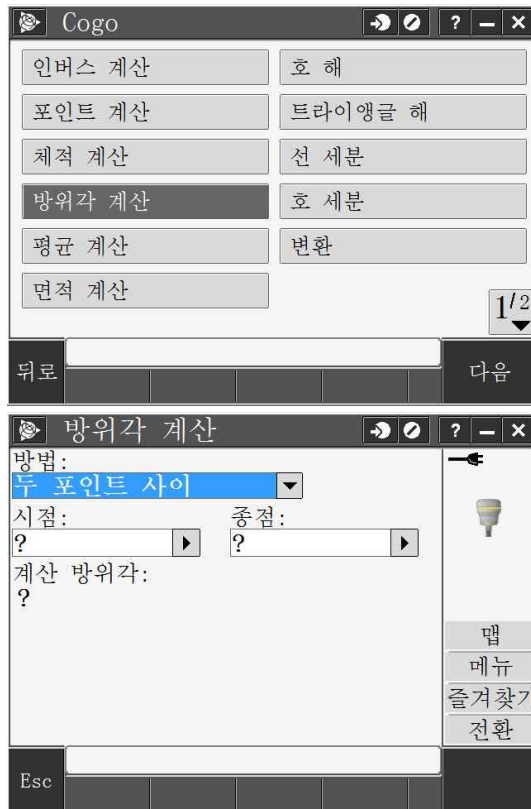 Cogo
? – ×
인버스 계산
호 해
포인트 계산
트라이앵글 해
체적 계산
선 세분
방위각 계산
호 세분
평균 계산
변환
면적 계산
1/2
뒤로
다음
방위각 계산
? – ×
방법:
두 포인트 사이
시점:
종점:
?
?
계산 방위각:
?
맵
메뉴
즐겨찾기
전환
Esc